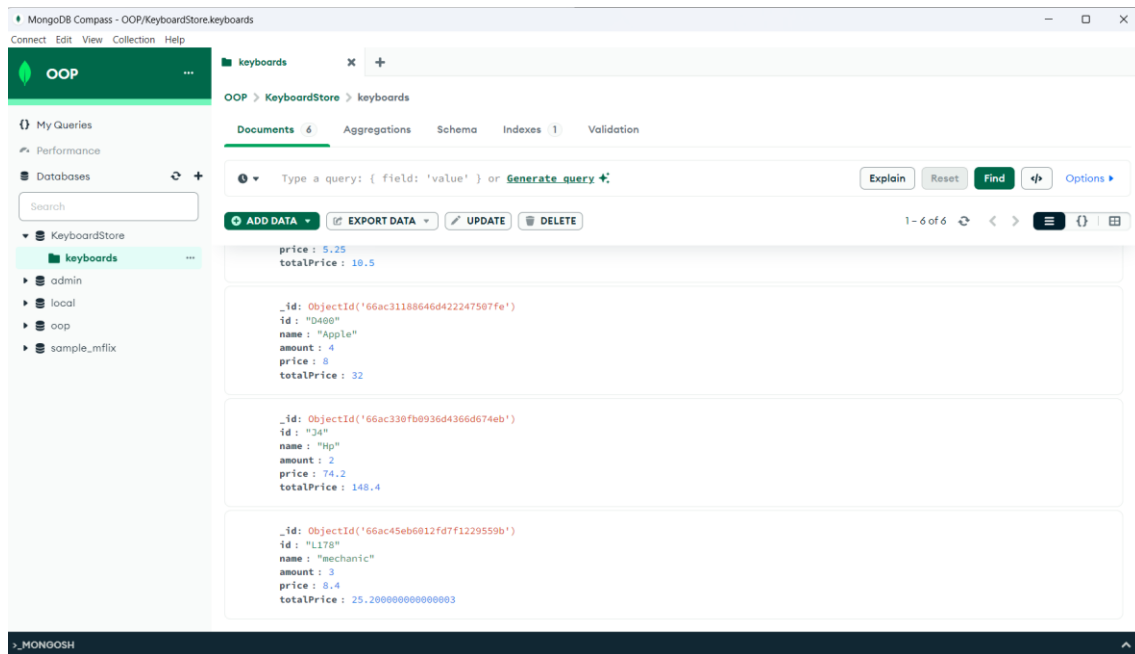 MongoDB Compass - OOP/KeyboardStore.keyboards
Connect Edit View Collection Help
OOP
My Queries
Performance
Databases
Search
KeyboardStore
keyboards
admin
local
oop
sample_mflix
keyboards
OOP > KeyboardStore > keyboards
Documents 6 Aggregations Schema Indexes 1 Validation
Type a query: { field: 'value' } or Generate query
Explain Reset Find </> Options
ADD DATA EXPORT DATA UPDATE DELETE
1 – 6 of 6 {}
price : 5.25
totalPrice : 10.5
_id: ObjectId('66ac31188646d422247507fe')
id : "D400"
name : "Apple"
amount : 4
price : 8
totalPrice : 32
_id: ObjectId('66ac330fb0936d4366d674eb')
id : "J4"
name : "Hp"
amount : 2
price : 74.2
totalPrice : 148.4
_id: ObjectId('66ac45eb6012fd7f1229559b')
id : "L178"
name : "mechanic"
amount : 3
price : 8.4
totalPrice : 25.200000000000003
>_MONGOSH